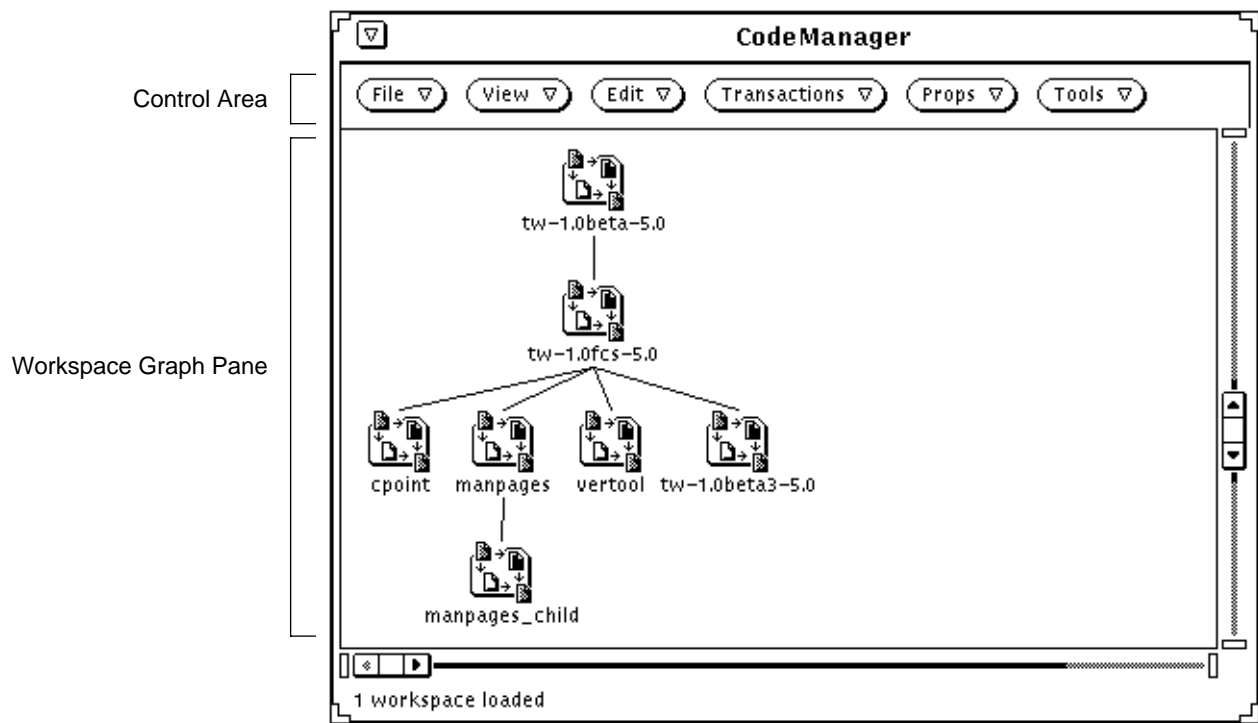 CodeManager
Control Area
File View Edit Transactions Props Tools
tw-1.0beta-5.0
tw-1.0fcs-5.0
Workspace Graph Pane
cpoint manpages vertool tw-1.0beta3-5.0
manpages_child
1 workspace loaded